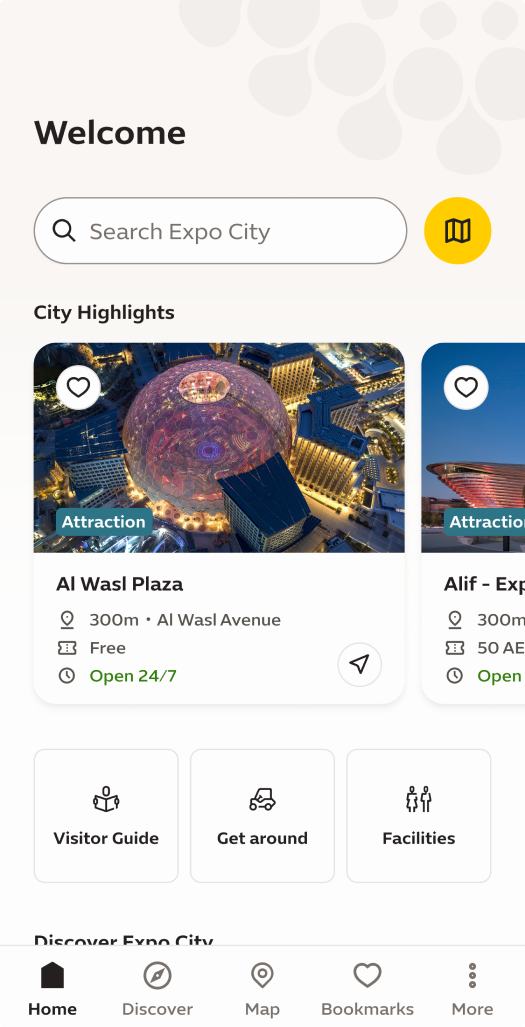 Welcome
Search Expo City
City Highlights
Attraction
Al Wasl Plaza
300m • Al Wasl Avenue
Free
Open 24/7
Attractio
Alif - Exp
300m
50 AE
Open
Visitor Guide
Get around
Facilities
Discover Expo City
Home
Discover
Map
Bookmarks
More